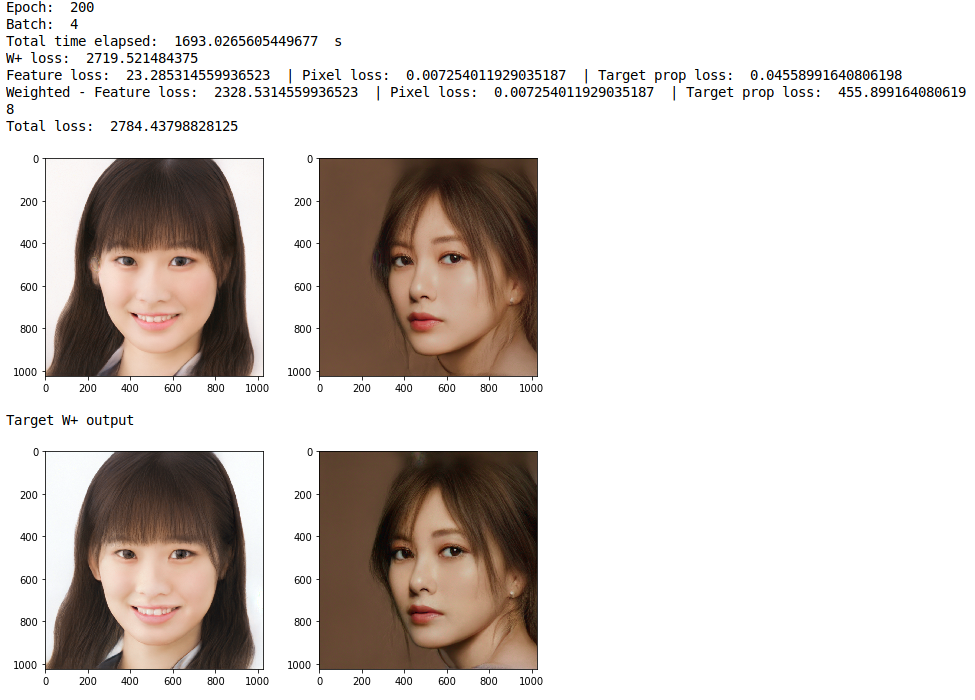 Epoch:  200
Batch:  4
Total time elapsed:  1693.0265605449677  s
W+ loss:  2719.521484375
Feature loss:  23.285314559936523  | Pixel loss:  0.007254011929035187  | Target prop loss:  0.04558991640806198
Weighted - Feature loss:  2328.5314559936523  | Pixel loss:  0.007254011929035187  | Target prop loss:  455.899164080619
8
Total loss:  2784.43798828125
0
200
400
600
800
1000
0 200 400 600 800 1000
0
200
400
600
800
1000
0 200 400 600 800 1000
Target W+ output
0
200
400
600
800
1000
0 200 400 600 800 1000
0
200
400
600
800
1000
0 200 400 600 800 1000